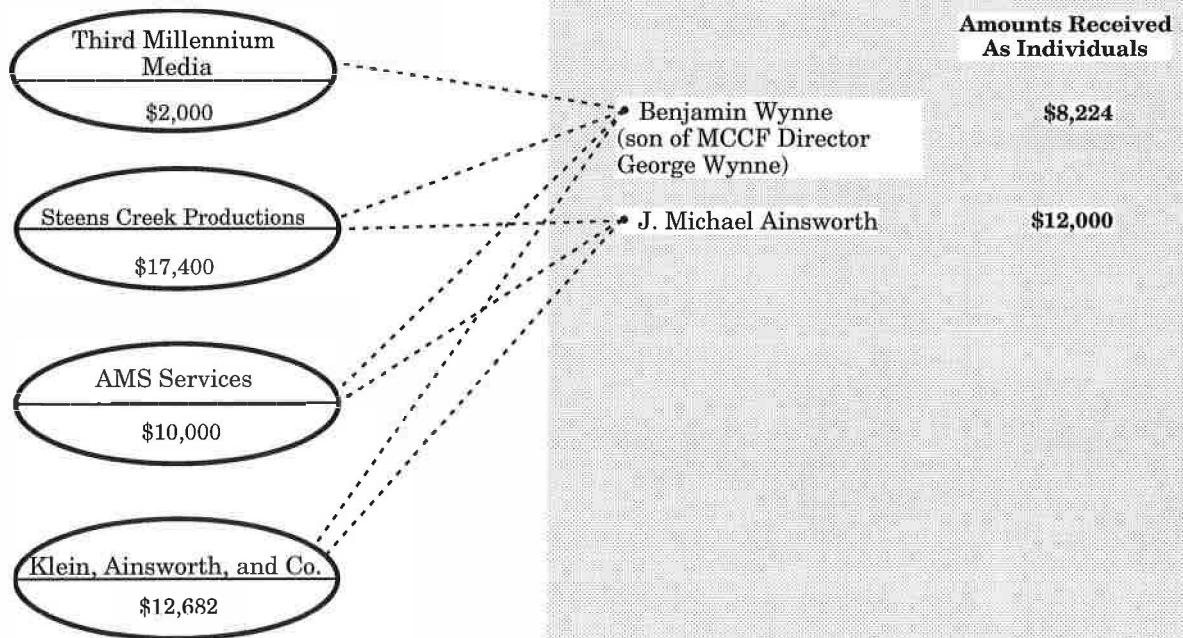 Third Millennium
Media
$2,000
Steens Creek Productions
$17,400
AMS Services
$10,000
Klein, Ainsworth, and Co.
$12,682
Amounts Received
As Individuals
• Benjamin Wynne
(son of MCCF Director
George Wynne)
$8,224
• J. Michael Ainsworth
$12,000